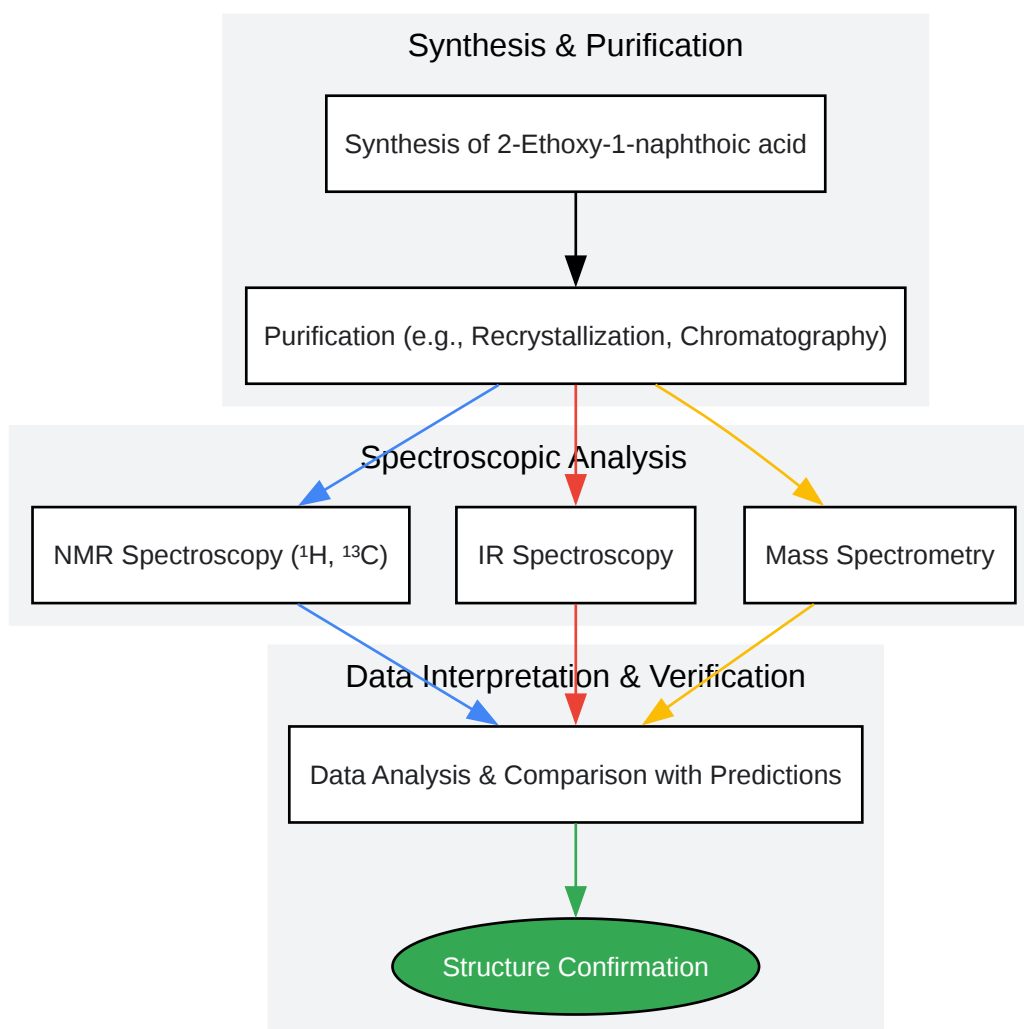 Synthesis & Purification
Synthesis of 2-Ethoxy-1-naphthoic acid
Purification (e.g., Recrystallization, Chromatography)
Spectroscopic Analysis
NMR Spectroscopy (¹H, ¹³C)
IR Spectroscopy
Mass Spectrometry
Data Interpretation & Verification
Data Analysis & Comparison with Predictions
Structure Confirmation